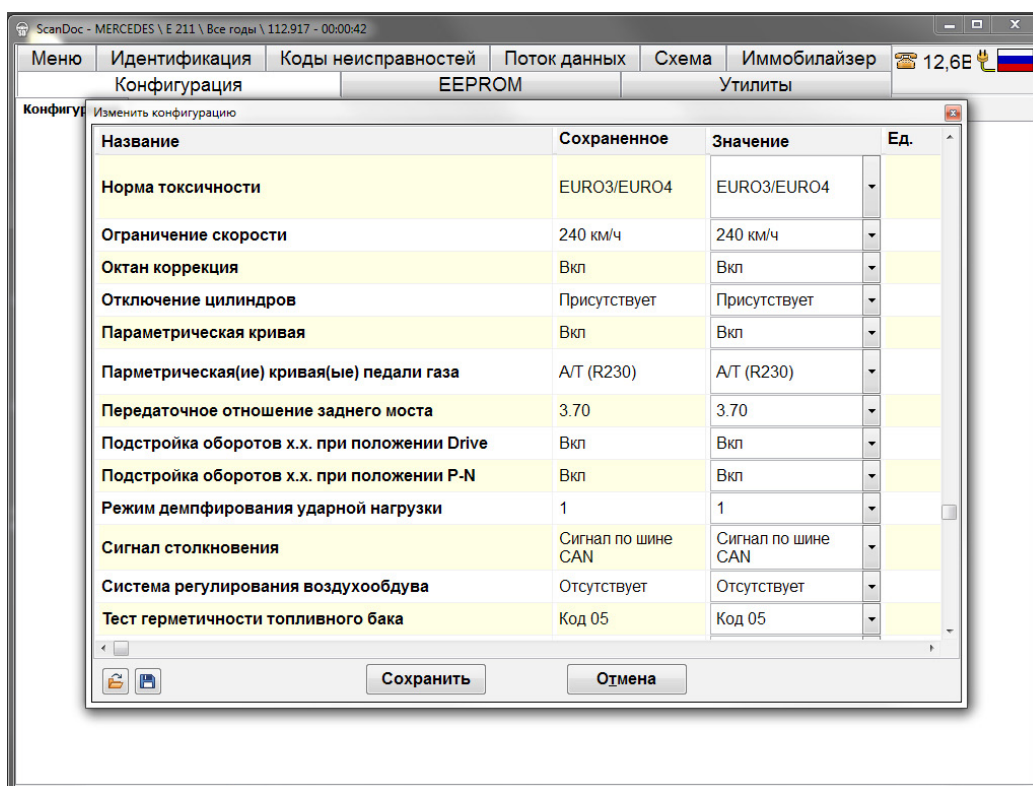 ScanDoc - MERCEDES \ E 211 \ Все годы \ 112.917 - 00:00:42
Меню Идентификация Коды неисправностей Поток данных Схема Иммобилайзер 12,6В
Конфигурация EEPROM Утилиты
Конфигур
Изменить конфигурацию
Название Сохраненное Значение Ед.
Норма токсичности EURO3/EURO4 EURO3/EURO4
Ограничение скорости 240 км/ч 240 км/ч
Октан коррекция Вкл Вкл
Отключение цилиндров Присутствует Присутствует
Параметрическая кривая Вкл Вкл
Парметрическая(ие) кривая(ые) педали газа A/T (R230) A/T (R230)
Передаточное отношение заднего моста 3.70 3.70
Подстройка оборотов х.х. при положении Drive Вкл Вкл
Подстройка оборотов х.х. при положении P-N Вкл Вкл
Режим демпфирования ударной нагрузки 1 1
Сигнал столкновения Сигнал по шине Сигнал по шине
CAN CAN
Система регулирования воздухообдува Отсутствует Отсутствует
Тест герметичности топливного бака Код 05 Код 05
Сохранить Отмена